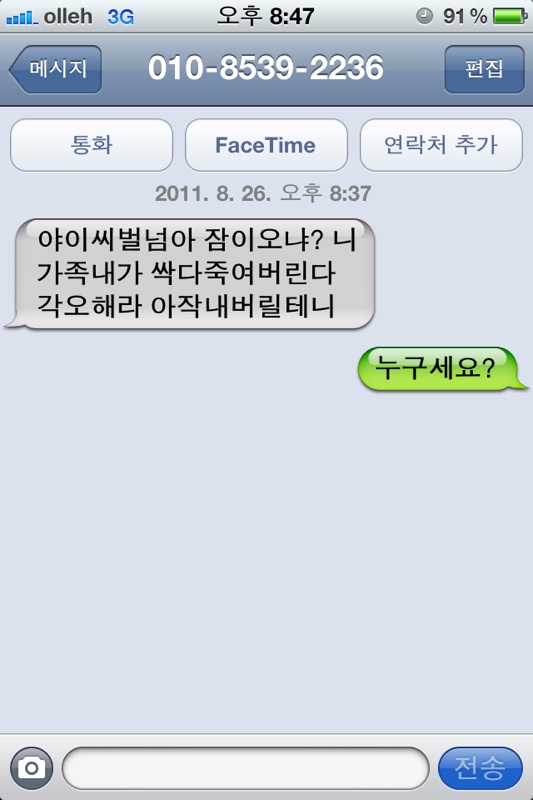 olleh 3G 오후 8:47 91%
메시지 010-8539-2236 편집
통화 FaceTime 연락처 추가
2011. 8. 26. 오후 8:37
야이씨벌넘아 잠이오냐? 니
가족내가 싹다죽여버린다
각오해라 아작내버릴테니
누구세요?
전송